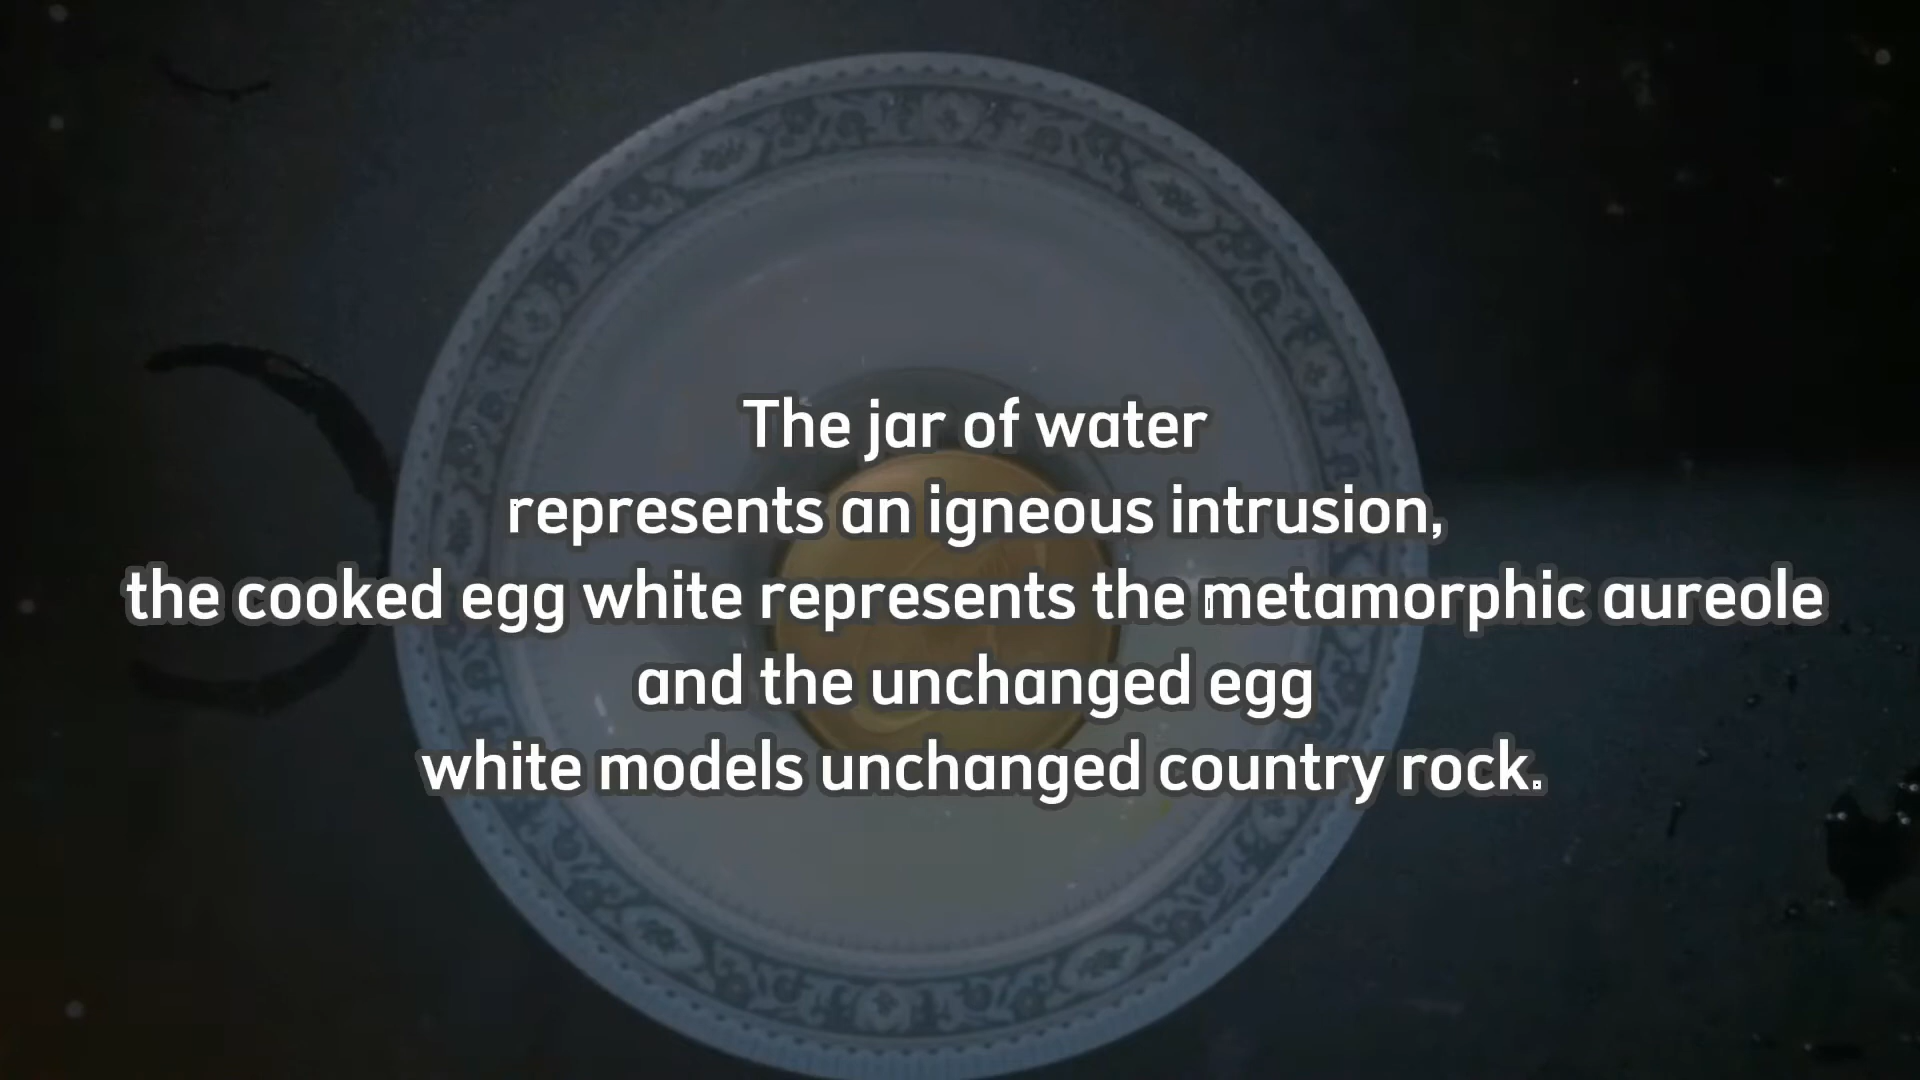 The jar of water
represents an igneous intrusion,
the cooked egg white represents the metamorphic aureole
and the unchanged egg
white models unchanged country rock.